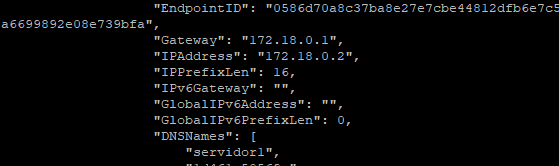 "EndpointID": "0586d70a8c37ba8e27e7cbe44812dfb6e7c5
a6699892e08e739bfa",
"Gateway": "172.18.0.1",
"IPAddress": "172.18.0.2",
"IPPrefixLen": 16,
"IPv6Gateway": "",
"GlobalIPv6Address": "",
"GlobalIPv6PrefixLen": 0,
"DNSNames": [
"servidor1",